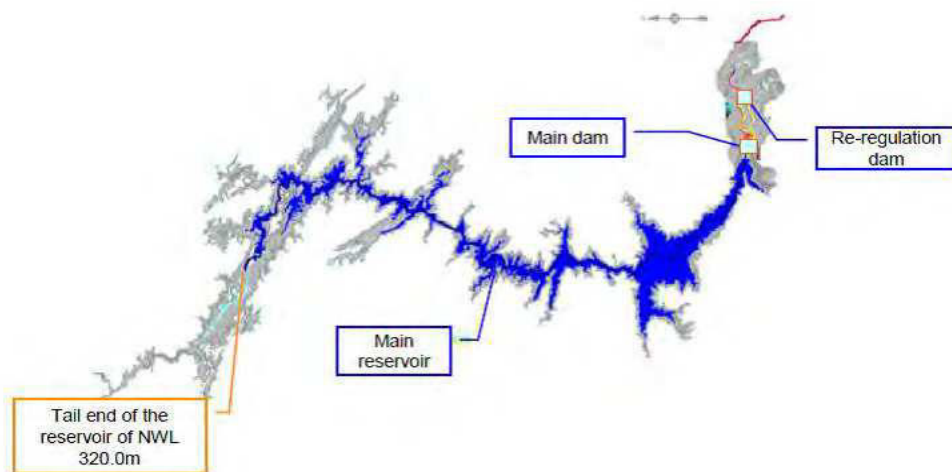 Main dam
Re-regulation
dam
Main
reservoir
Tail end of the
reservoir of NWL
320.0m